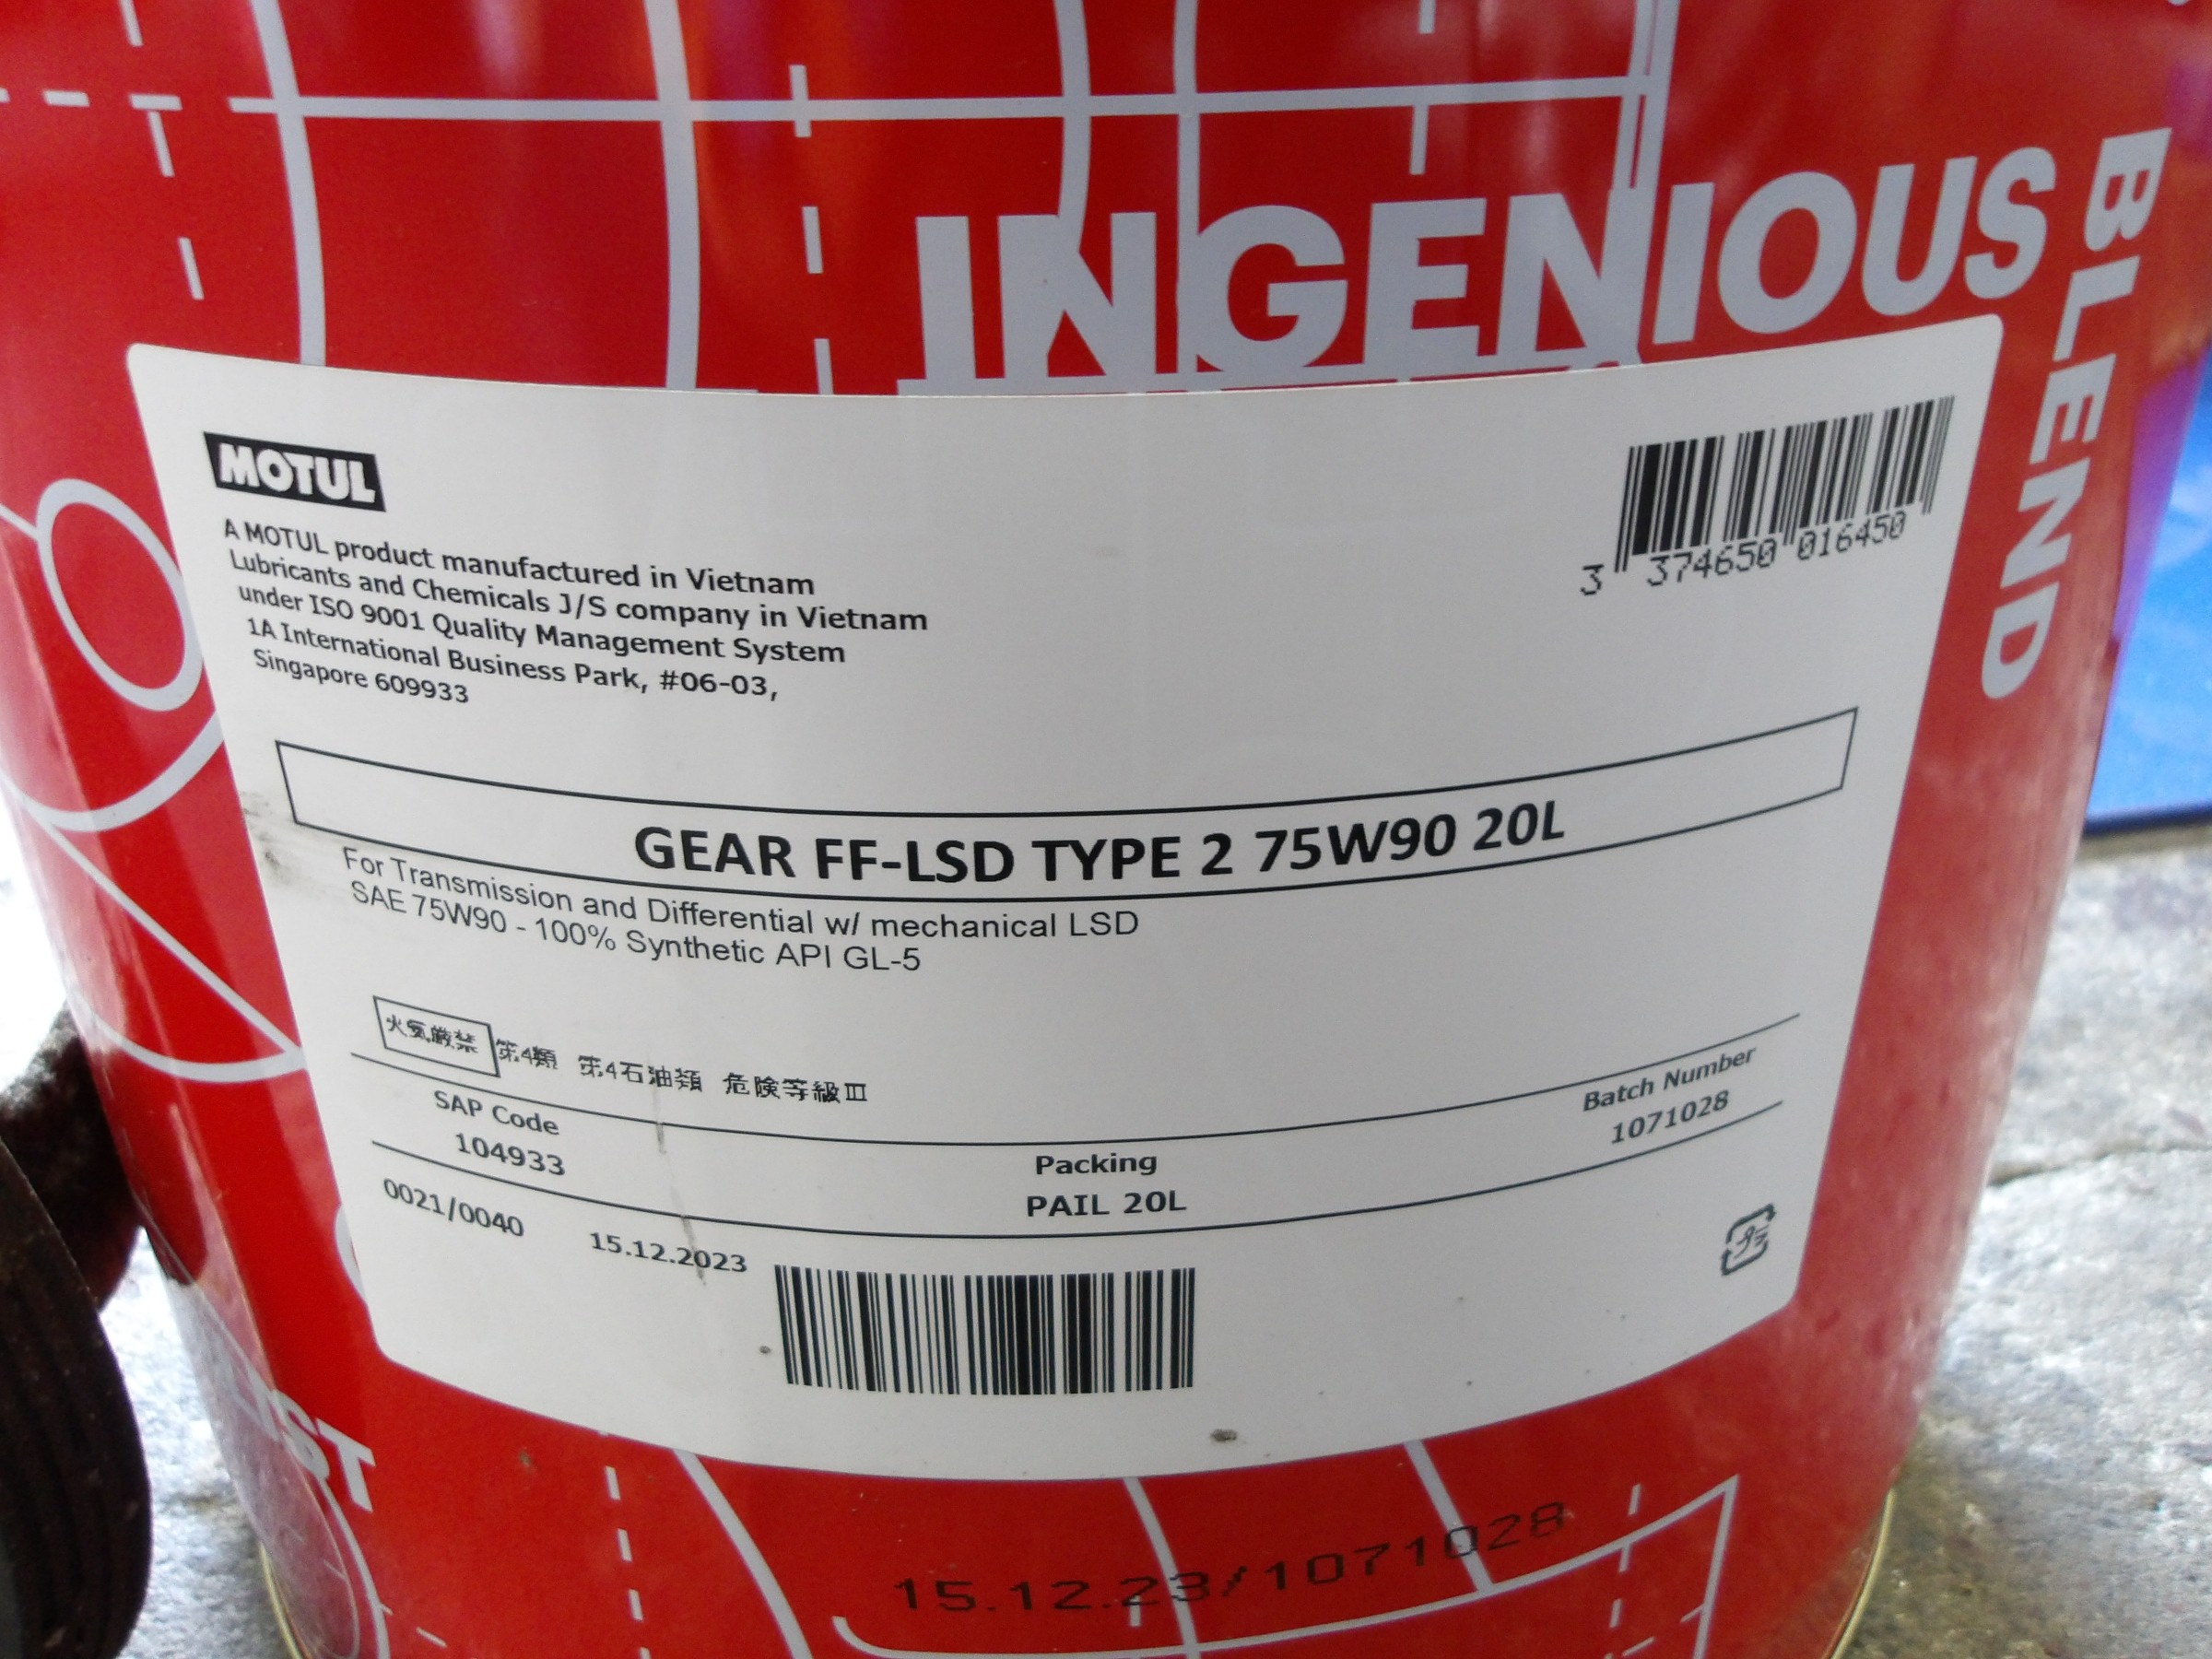 INGENIOUS
BLEND
MOTUL
A MOTUL product manufactured in Vietnam
Lubricants and Chemicals J/S company in Vietnam
under ISO 9001 Quality Management System
1A International Business Park, #06-03,
Singapore 609933
3 374650 016450
GEAR FF-LSD TYPE 2 75W90 20L
For Transmission and Differential w/ mechanical LSD
SAE 75W90 - 100% Synthetic API GL-5
火気厳禁 第4類 第4石油類 危険等級Ⅲ
SAP Code
104933
Packing
PAIL 20L
Batch Number
1071028
0021/0040 15.12.2023
15.12.23/1071028